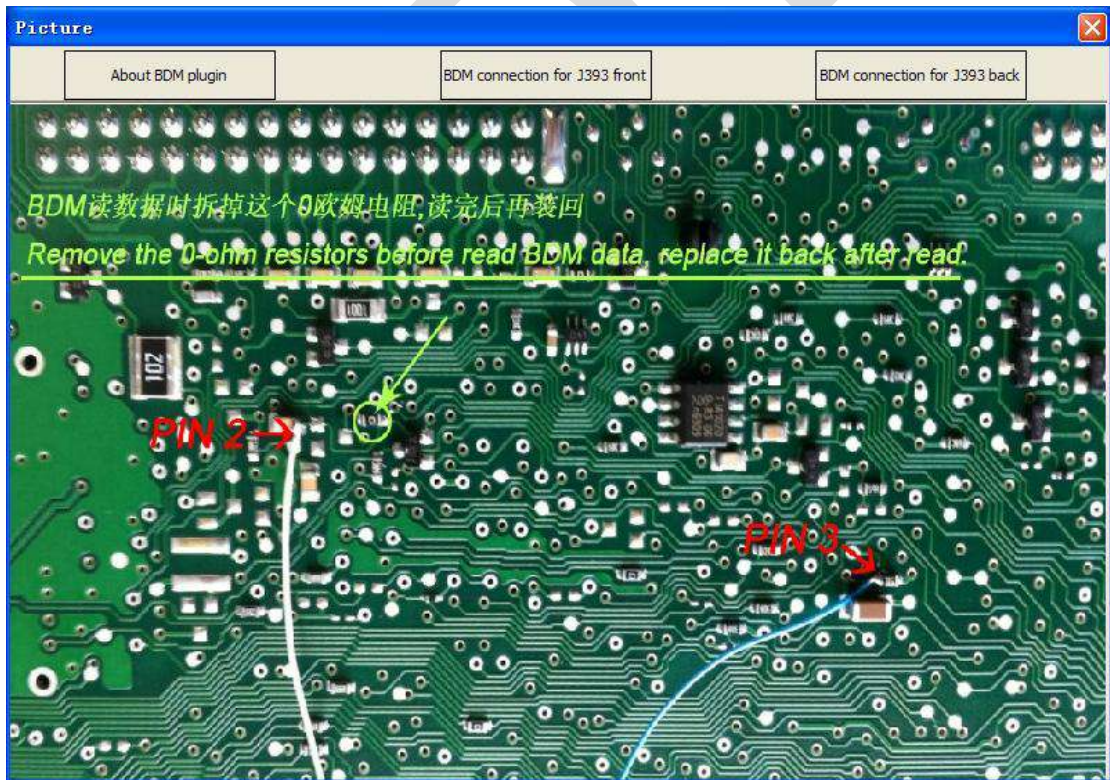 Picture
About BDM plugin
BDM connection for J393 front
BDM connection for J393 back
BDM读数据时拆掉这个0欧姆电阻,读完后再装回
Remove the 0-ohm resistors before read BDM data, replace it back after read.
1001
102
PIN 2
PIN 3